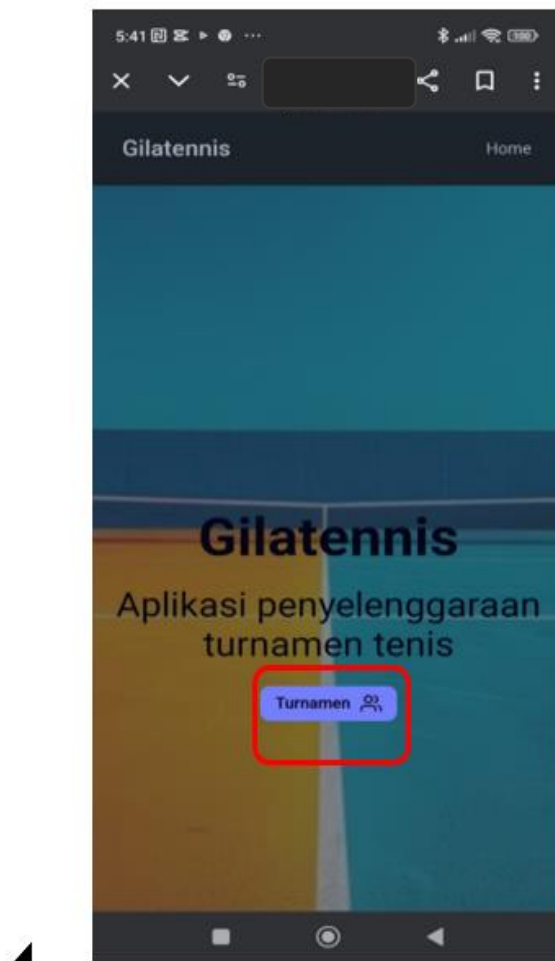 5:41
Gilatennis
Home
Gilatennis
Aplikasi penyelenggaraan
turnamen tenis
Turnamen